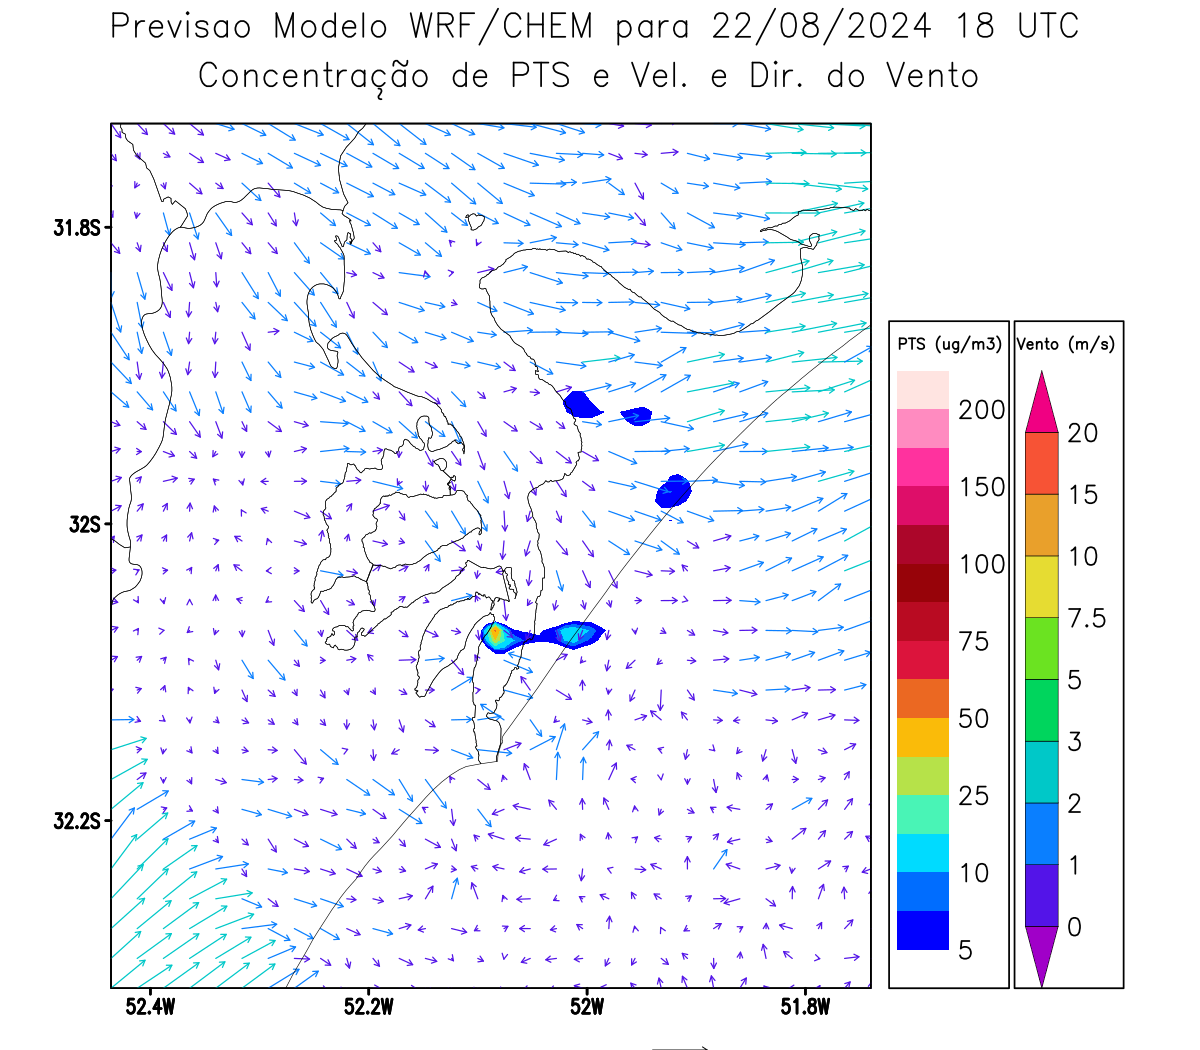 Previsao Modelo WRF/CHEM para 22/08/2024 18 UTC
Concentração de PTS e Vel. e Dir. do Vento
31.8S
32S
32.2S
52.4W
52.2W
52W
51.8W
PTS (ug/m3)
200
150
100
75
50
25
10
5
Vento (m/s)
20
15
10
7.5
5
3
2
1
0